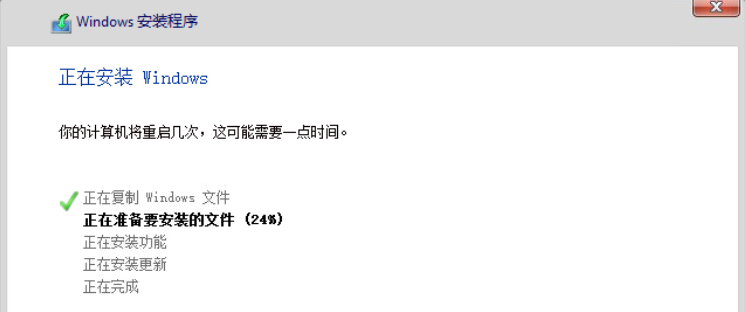 Windows 安装程序
正在安装 Windows
你的计算机将重启几次，这可能需要一点时间。
正在复制 Windows 文件
正在准备要安装的文件 (24%)
正在安装功能
正在安装更新
正在完成